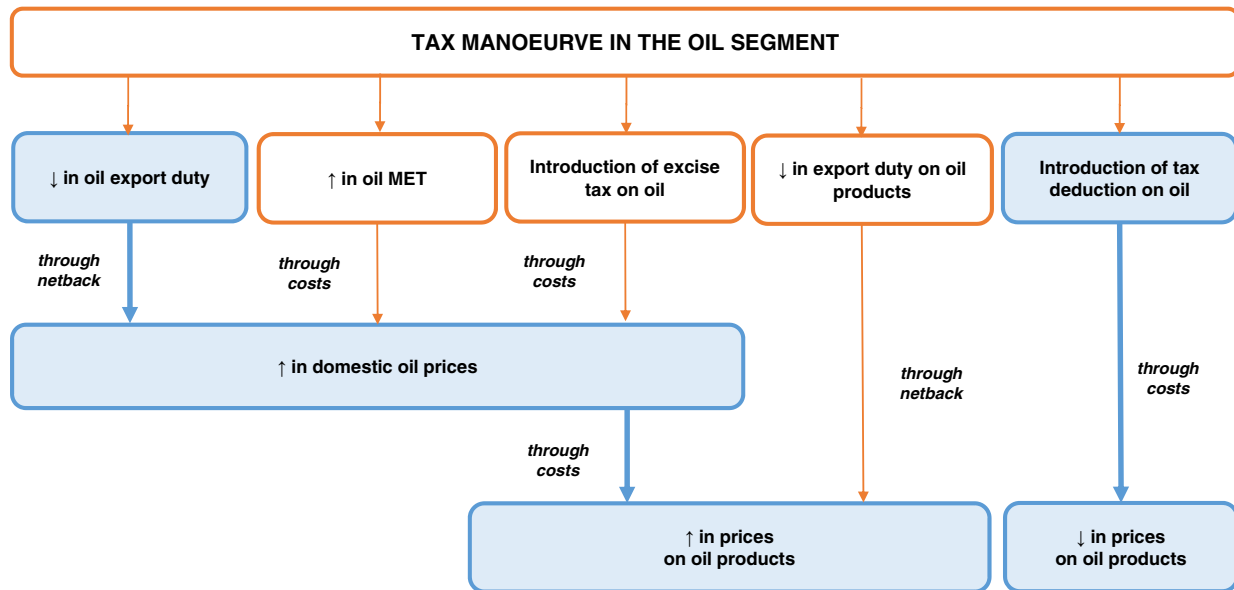 TAX MANOEURVE IN THE OIL SEGMENT
↓ in oil export duty
↑ in oil MET
Introduction of excise
tax on oil
↓ in export duty on oil
products
Introduction of tax
deduction on oil
through
netback
through
costs
through
costs
↑ in domestic oil prices
through
netback
through
costs
through
costs
↑ in prices
on oil products
↓ in prices
on oil products